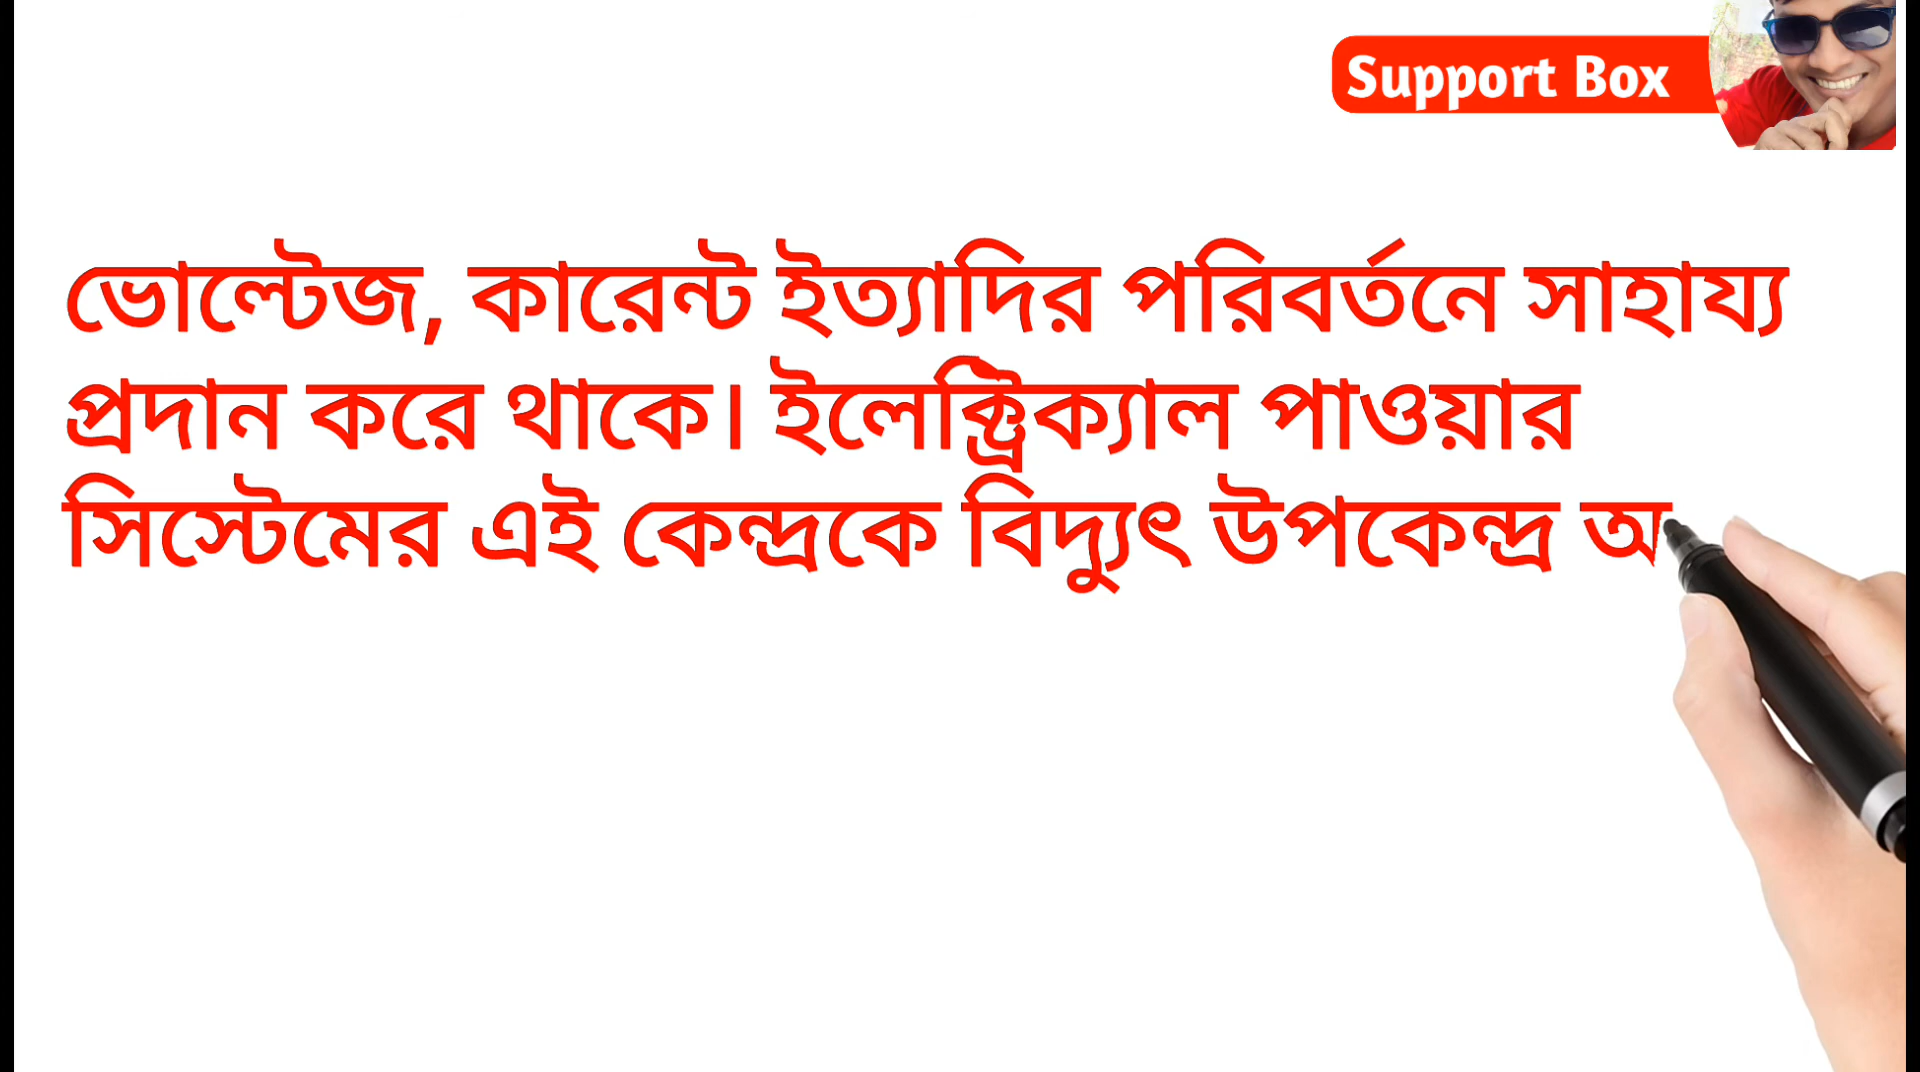 Support Box
ভোল্টেজ, কারেন্ট ইত্যাদির পরিবর্তনে সাহায্য
প্রদান করে থাকে। ইলেক্ট্রিক্যাল পাওয়ার
সিস্টেমের এই কেন্দ্রকে বিদ্যুৎ উপকেন্দ্র অ